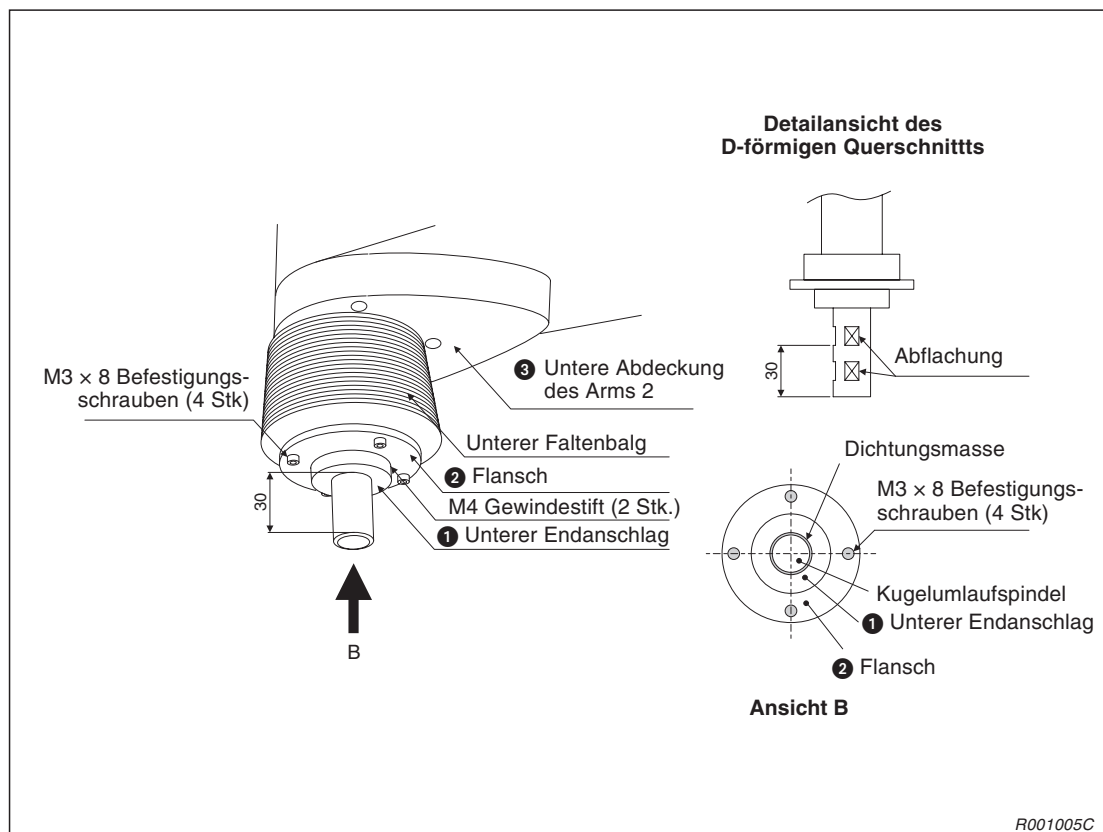 Detailansicht des
D-förmigen Querschnittts
M3 × 8 Befestigungs-
schrauben (4 Stk)
30
B
❸ Untere Abdeckung
des Arms 2
Unterer Faltenbalg
❷ Flansch
M4 Gewindestift (2 Stk.)
❶ Unterer Endanschlag
30
Abflachung
Dichtungsmasse
M3 × 8 Befestigungs-
schrauben (4 Stk)
Kugelumlaufspindel
❶ Unterer Endanschlag
❷ Flansch
Ansicht B
R001005C